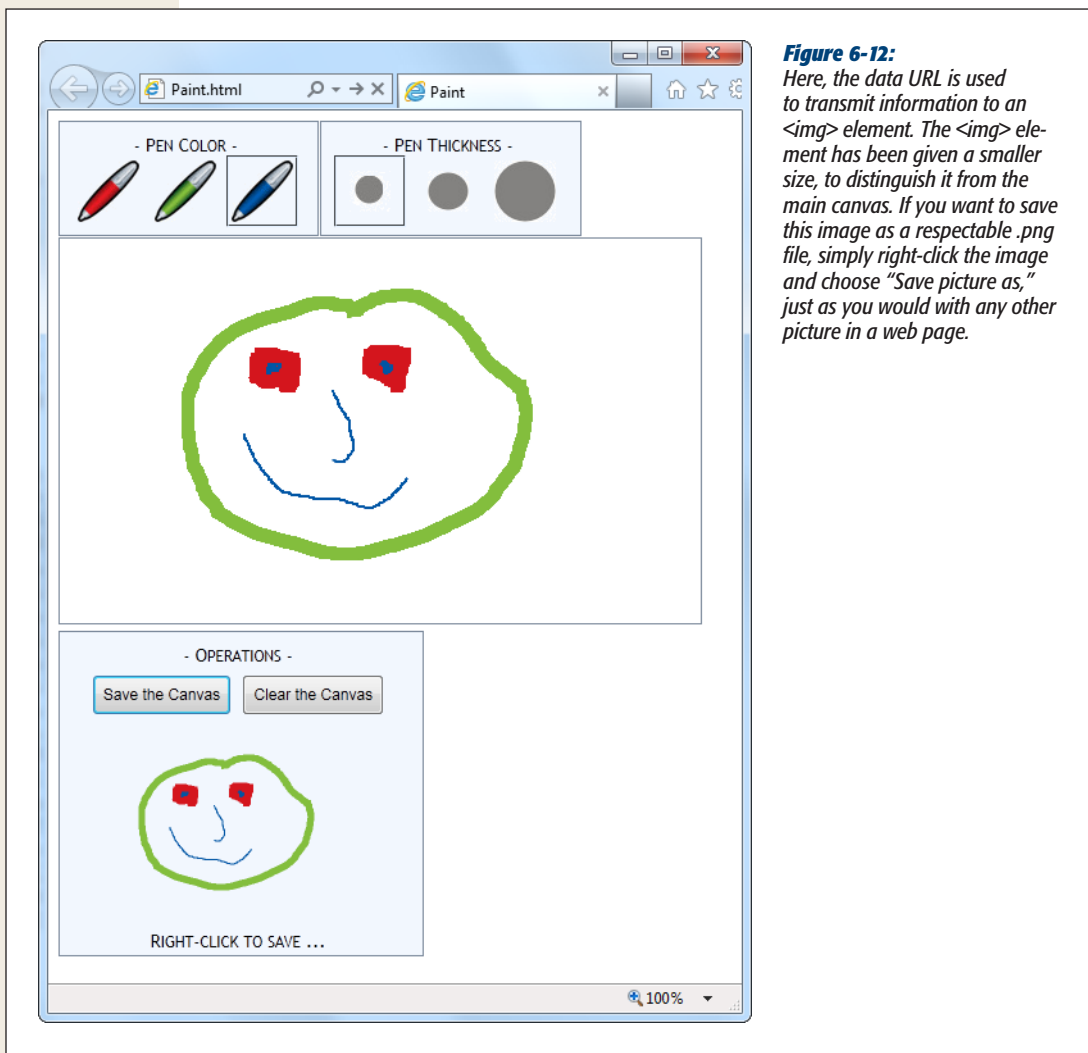 Paint.html
Paint
- PEN COLOR -
- PEN THICKNESS -
- OPERATIONS -
Save the Canvas
Clear the Canvas
RIGHT-CLICK TO SAVE ...
100%
Figure 6-12:
Here, the data URL is used
to transmit information to an
<img> element. The <img> ele-
ment has been given a smaller
size, to distinguish it from the
main canvas. If you want to save
this image as a respectable .png
file, simply right-click the image
and choose “Save picture as,”
just as you would with any other
picture in a web page.